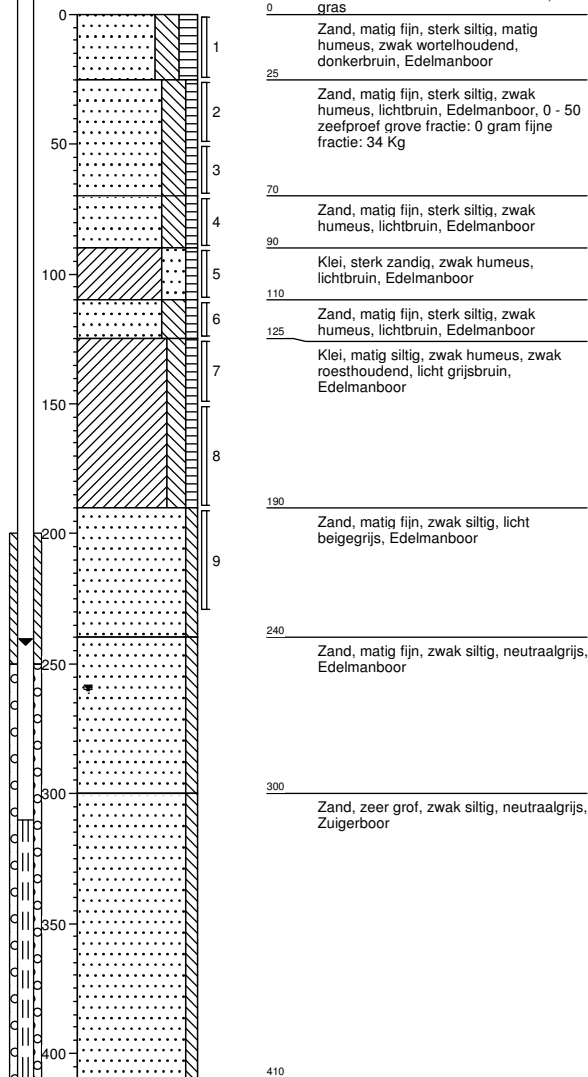 0
50
100
150
200
250
300
350
400
1
2
3
4
5
6
7
8
9
gras
0
Zand, matig fijn, sterk siltig, matig
humeus, zwak wortelhoudend,
donkerbruin, Edelmanboor
25
Zand, matig fijn, sterk siltig, zwak
humeus, lichtbruin, Edelmanboor, 0 - 50
zeefproef grove fractie: 0 gram fijne
fractie: 34 Kg
70
Zand, matig fijn, sterk siltig, zwak
humeus, lichtbruin, Edelmanboor
90
Klei, sterk zandig, zwak humeus,
lichtbruin, Edelmanboor
110
Zand, matig fijn, sterk siltig, zwak
humeus, lichtbruin, Edelmanboor
125
Klei, matig siltig, zwak humeus, zwak
roesthoudend, licht grijsbruin,
Edelmanboor
190
Zand, matig fijn, zwak siltig, licht
beigegrijs, Edelmanboor
240
Zand, matig fijn, zwak siltig, neutraalgrijs,
Edelmanboor
300
Zand, zeer grof, zwak siltig, neutraalgrijs,
Zuigerboor
410